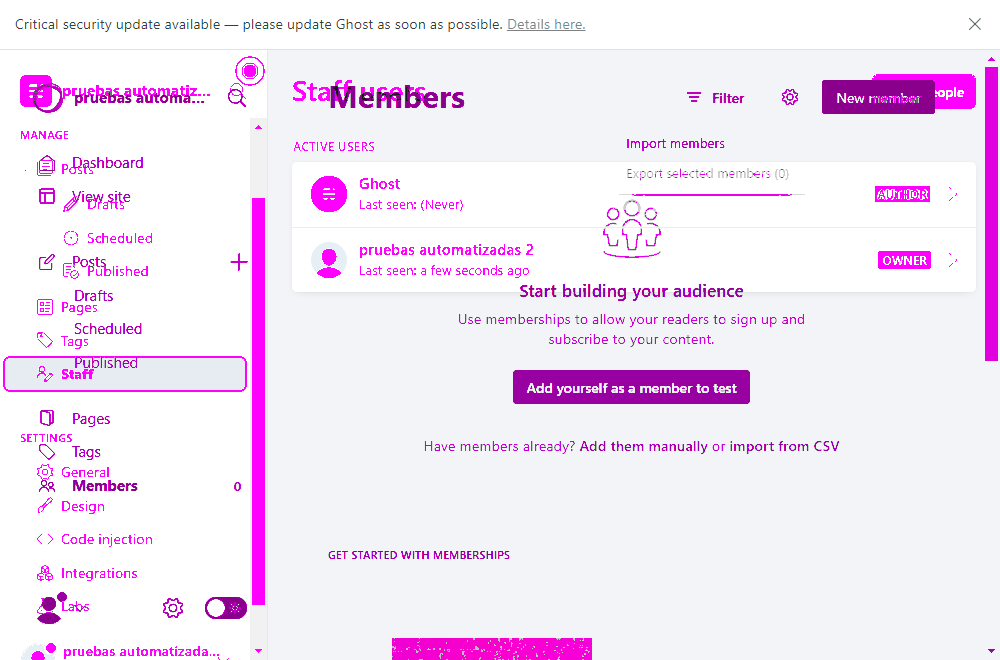 Critical security update available — please update Ghost as soon as possible. Details here.
pruebas automatiz...
pruebas automa...
Staff users
Members
Filter
New member
ople
MANAGE
ACTIVE USERS
Import members
Dashboard
Posts
Export selected members (0)
Ghost
AUTHOR
View site
Drafts
Last seen: (Never)
Scheduled
pruebas automatizadas 2
Posts
OWNER
Published
Last seen: a few seconds ago
Drafts
Start building your audience
Pages
Use memberships to allow your readers to sign up and
subscribe to your content.
Scheduled
Tags
Published
Staff
Add yourself as a member to test
Pages
SETTINGS
Have members already? Add them manually or import from CSV
Tags
General
Members
0
Design
Code injection
GET STARTED WITH MEMBERSHIPS
Integrations
Labs
pruebas automatizada...